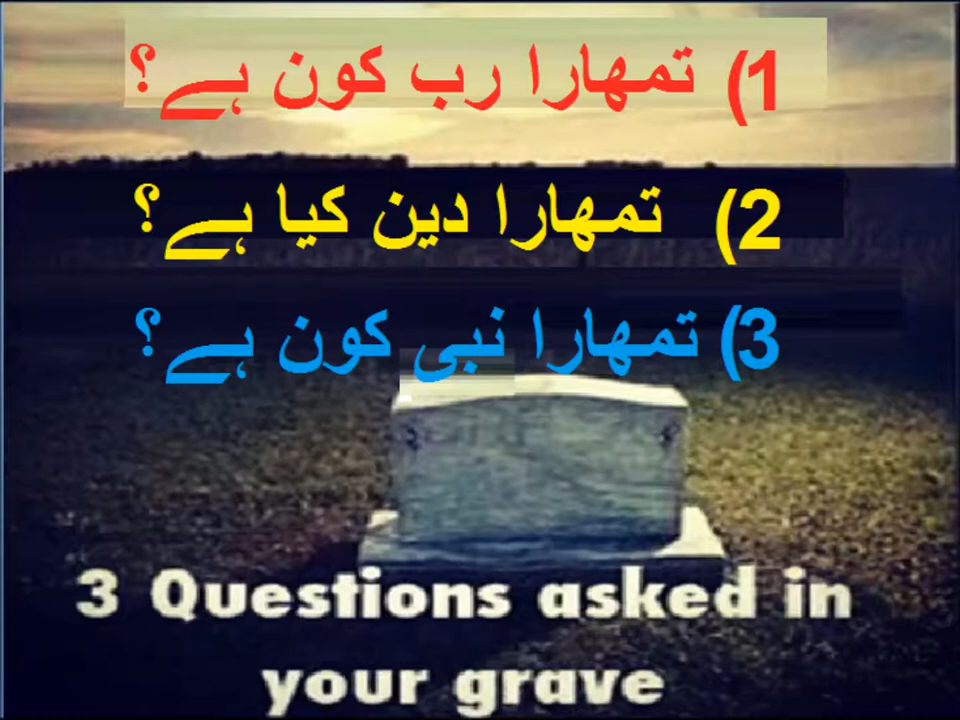 1) تمھارا رب کون ہے؟
2) تمھارا دین کیا ہے؟
3) تمھارا نبی کون ہے؟
3 Questions asked in
your grave